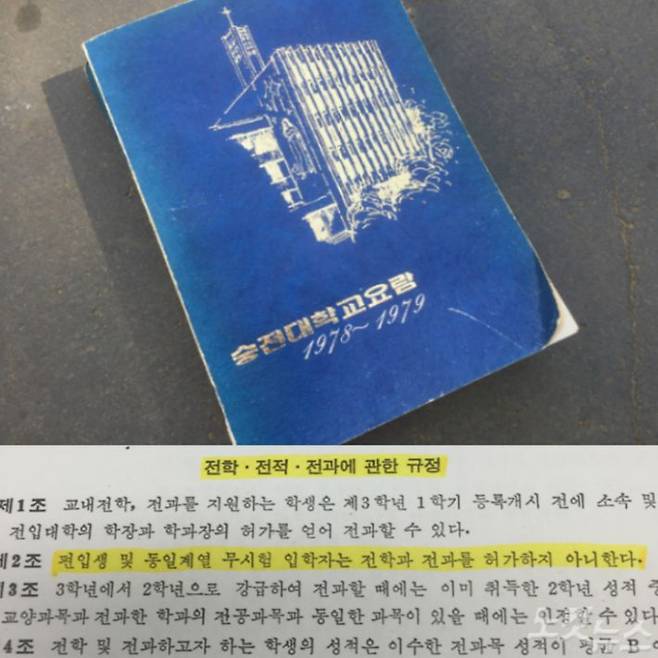 숭전대학교요람
1978~1979
전학·전적·전과에 관한 규정
제1조 교내전학, 전과를 지원하는 학생은 제3학년 1학기 등록개시 전에 소속 및
전입대학의 학장과 학과장의 허가를 얻어 전과할 수 있다.
제2조 편입생 및 동일계열 무시험 입학자는 전학과 전과를 허가하지 아니한다.
제3조 3학년에서 2학년으로 강급하여 전과할 때에는 이미 취득한 2학년 성적 중
교양과목과 전과한 학과의 전공과목과 동일한 과목이 있을 때에는 인정할 수 있다
4조 전학 및 전과하고자 하는 학생의 성적은 이수한 전과목 성적이 평균 B
노컷뉴스